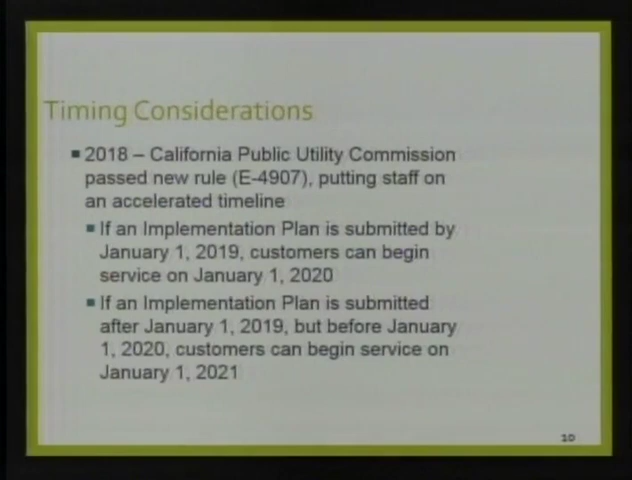 Timing Considerations
2018 – California Public Utility Commission
passed new rule (E-4907), putting staff on
an accelerated timeline
If an Implementation Plan is submitted by
January 1, 2019, customers can begin
service on January 1, 2020
If an Implementation Plan is submitted
after January 1, 2019, but before January
1, 2020, customers can begin service on
January 1, 2021
10